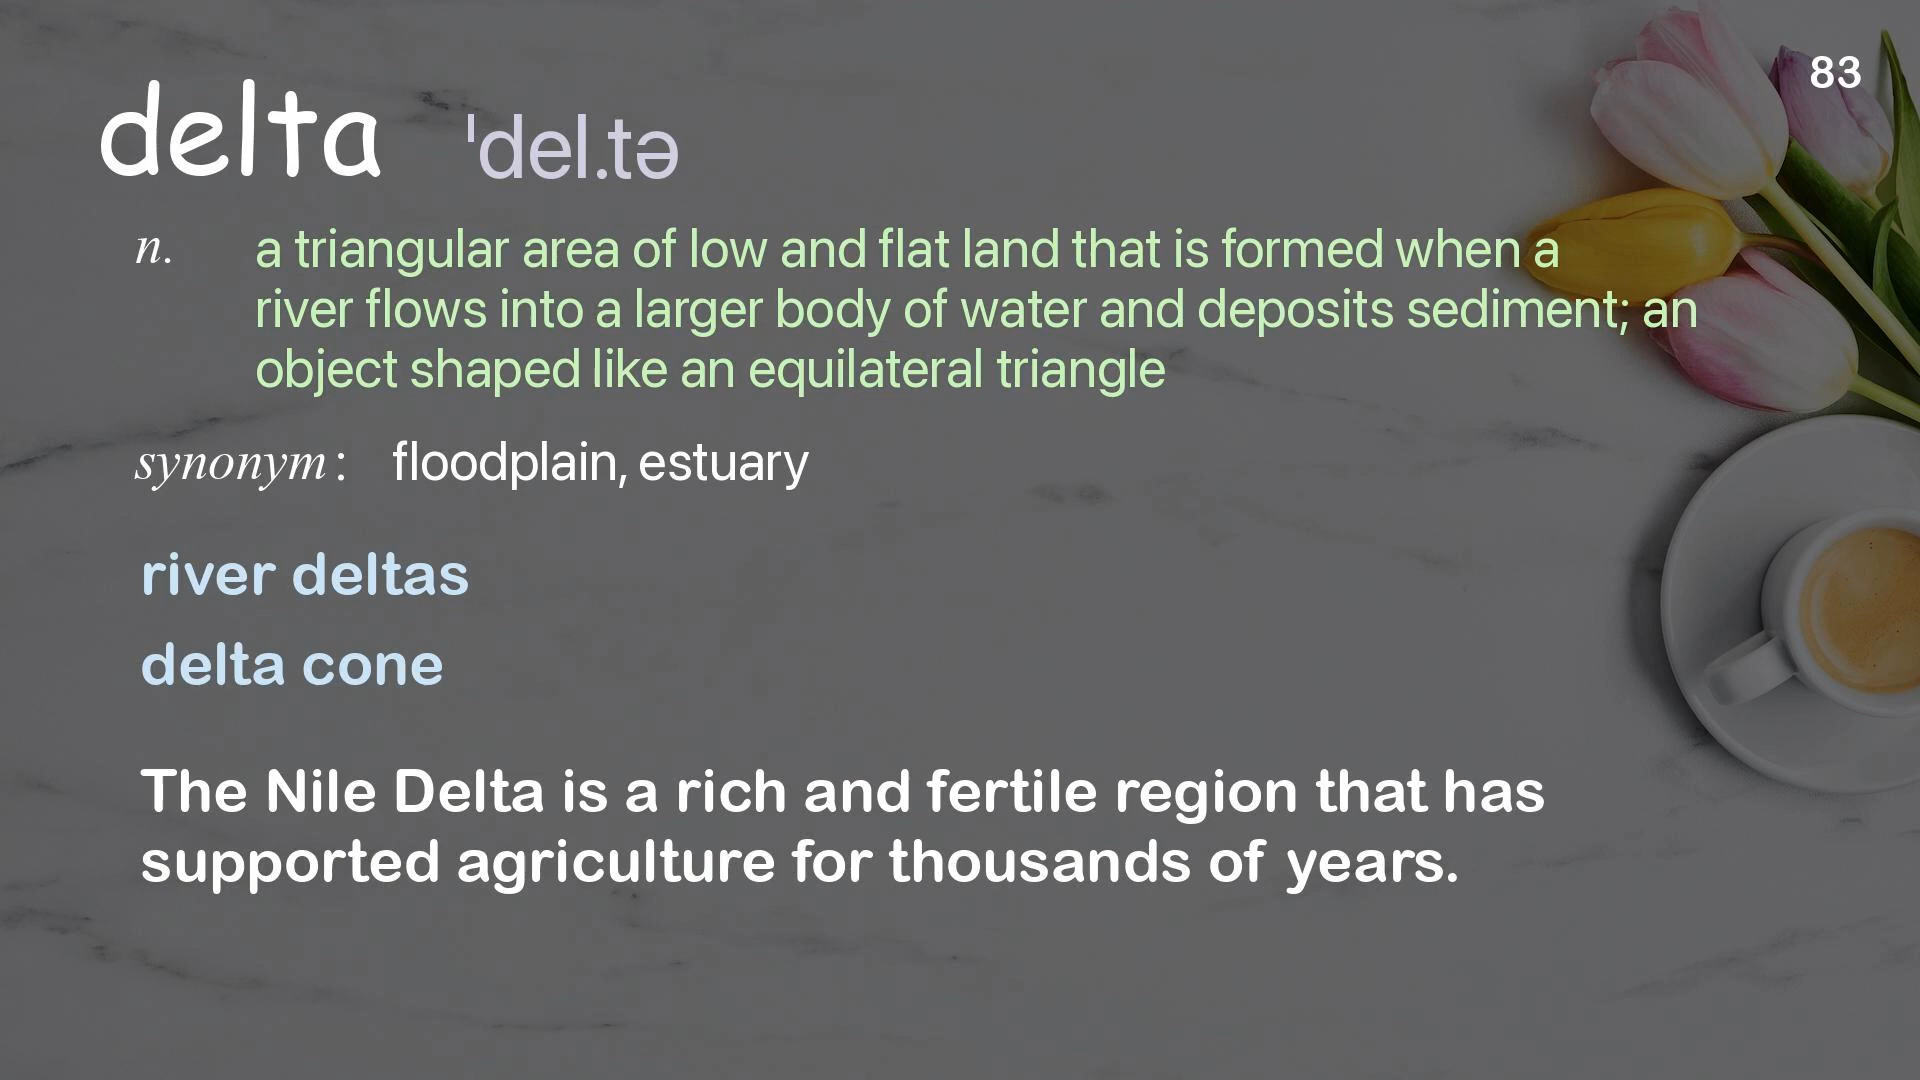 83
delta ˈdel.tə
n. a triangular area of low and flat land that is formed when a
river flows into a larger body of water and deposits sediment; an
object shaped like an equilateral triangle
synonym: floodplain, estuary
river deltas
delta cone
The Nile Delta is a rich and fertile region that has
supported agriculture for thousands of years.